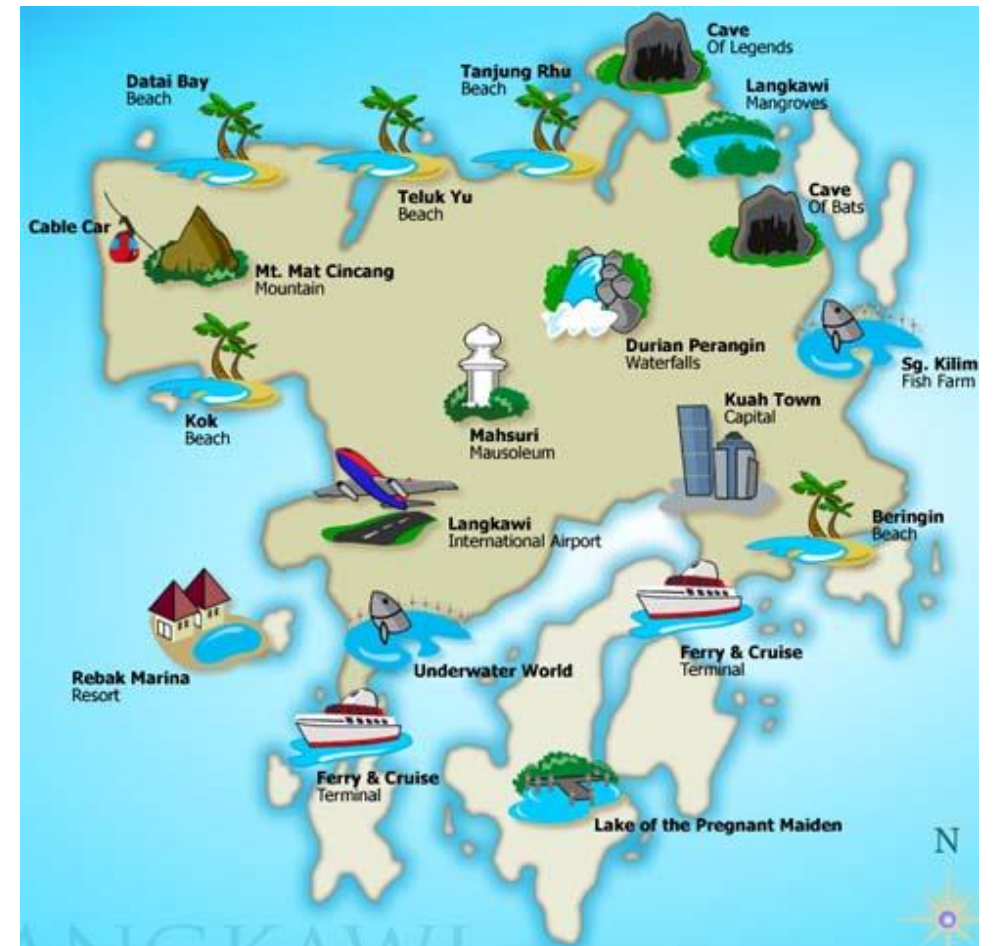 Cave
Of Legends
Tanjung Rhu
Beach
Datai Bay
Beach
Langkawi
Mangroves
Teluk Yu
Beach
Cave
Of Bats
Cable Car
Mt. Mat Cincang
Mountain
Durian Perangin
Waterfalls
Sg. Kilim
Fish Farm
Kuah Town
Capital
Kok
Beach
Mahsuri
Mausoleum
Langkawi
International Airport
Beringin
Beach
Rebak Marina
Resort
Underwater World
Ferry & Cruise
Terminal
Ferry & Cruise
Terminal
Lake of the Pregnant Maiden
N
ANGKAWI